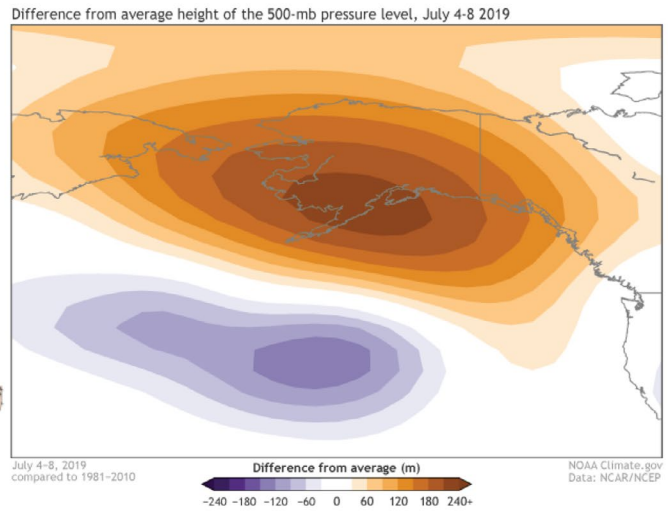 Difference from average height of the 500-mb pressure level, July 4-8 2019
July 4–8, 2019
compared to 1981–2010
Difference from average (m)
−240 −180 −120 −60 0 60 120 180 240+
NOAA Climate.gov
Data: NCAR/NCEP